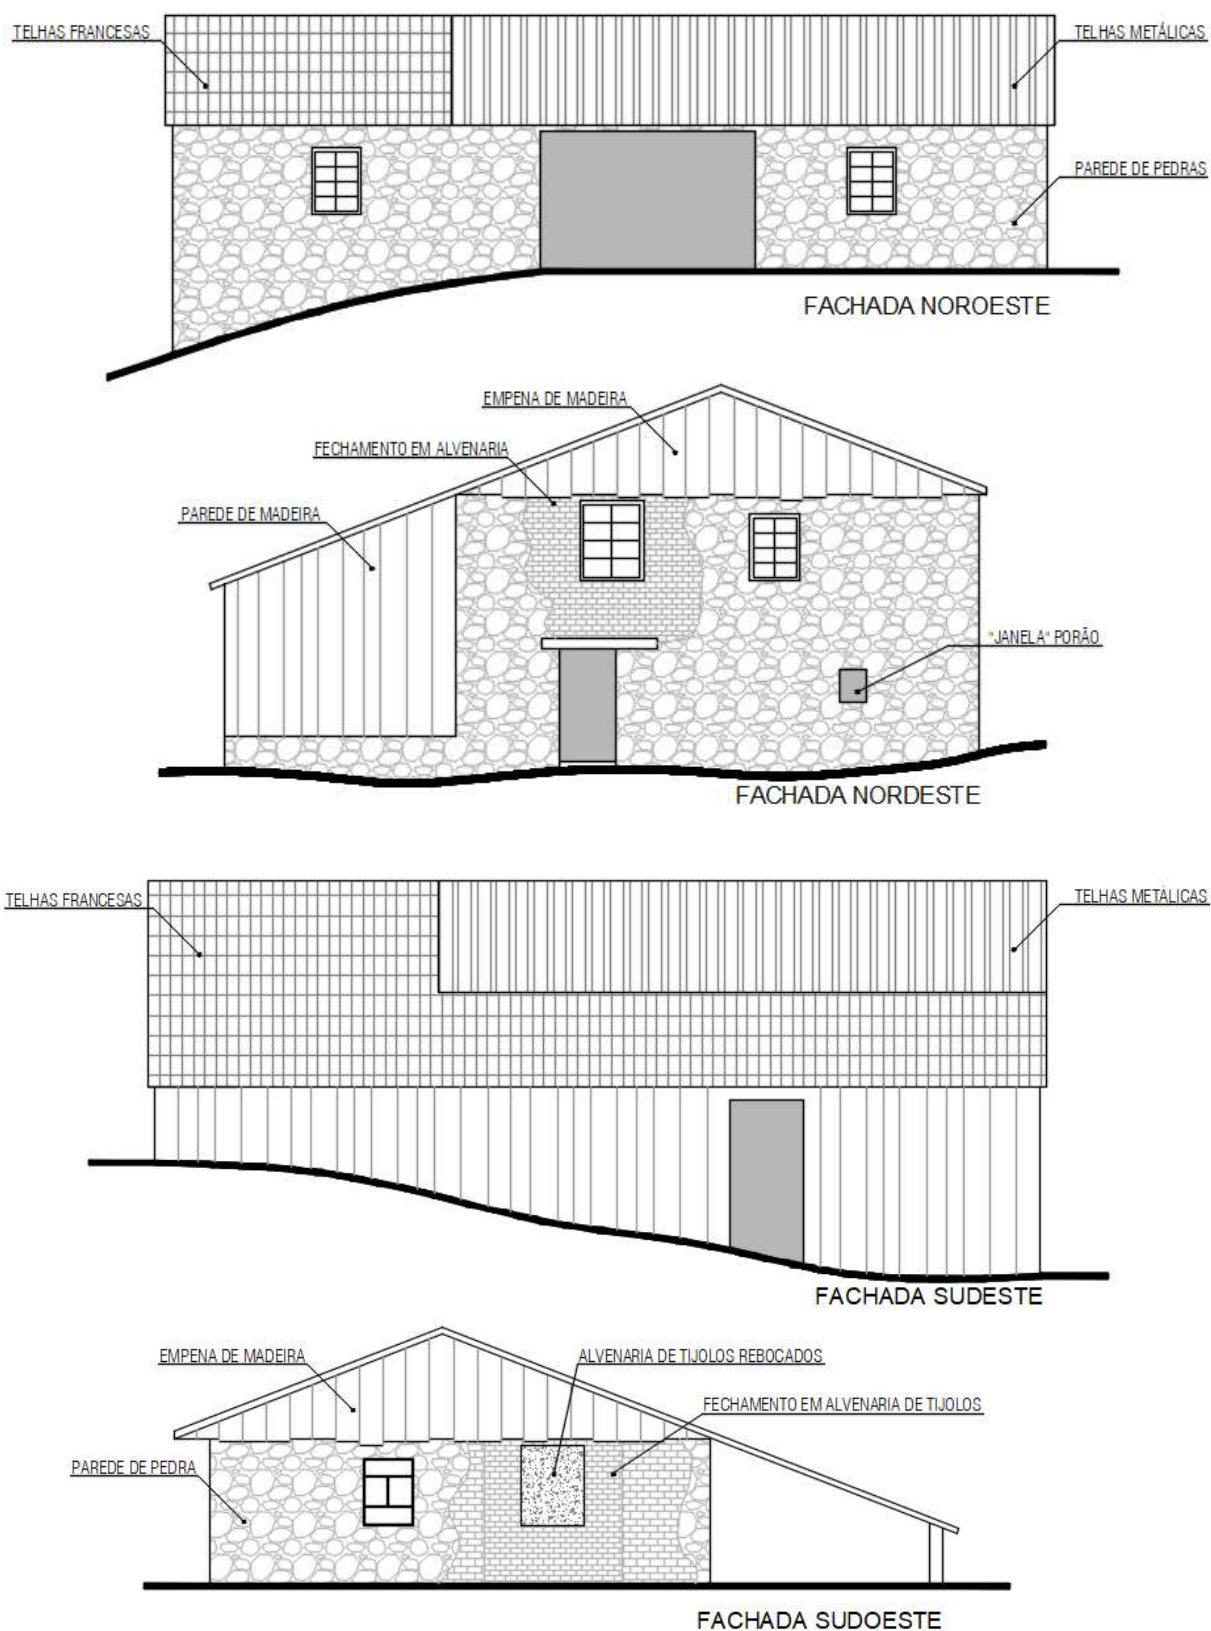 TELHAS FRANCESAS
TELHAS METÁLICAS
PAREDE DE PEDRAS
FACHADA NOROESTE
EMPENA DE MADEIRA
FECHAMENTO EM ALVENARIA
PAREDE DE MADEIRA
"JANELA" PORÃO
FACHADA NORDESTE
TELHAS FRANCESAS
TELHAS METÁLICAS
FACHADA SUDESTE
EMPENA DE MADEIRA
ALVENARIA DE TIJOLOS REBOCADOS
FECHAMENTO EM ALVENARIA DE TIJOLOS
PAREDE DE PEDRA
FACHADA SUDOESTE